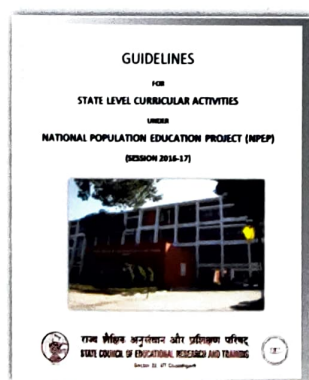 GUIDELINES
FOR
STATE LEVEL CURRICULAR ACTIVITIES
UNDER
NATIONAL POPULATION EDUCATION PROJECT (NPEP)
(SESSION 2016-17)
राज्य शैक्षिक अनुसंधान और प्रशिक्षण परिषद्
STATE COUNCIL OF EDUCATIONAL RESEARCH AND TRAINING